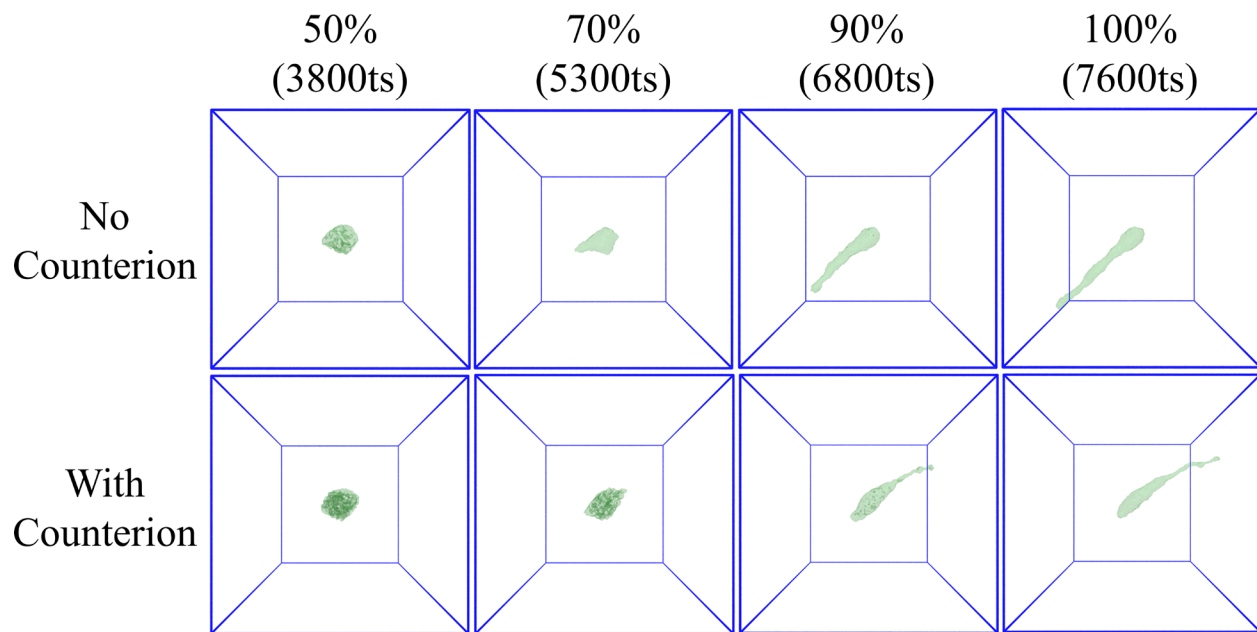 50% 70% 90% 100%
(3800ts) (5300ts) (6800ts) (7600ts)
No
Counterion
With
Counterion